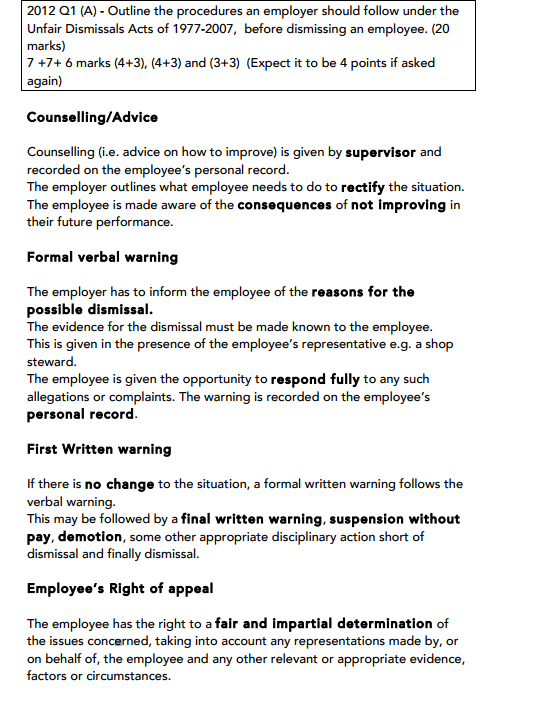 2012 Q1 (A) - Outline the procedures an employer should follow under the
Unfair Dismissals Acts of 1977-2007,  before dismissing an employee. (20
marks)
7 +7+ 6 marks (4+3), (4+3) and (3+3)  (Expect it to be 4 points if asked
again)
Counselling/Advice
Counselling (i.e. advice on how to improve) is given by supervisor and
recorded on the employee's personal record.
The employer outlines what employee needs to do to rectify the situation.
The employee is made aware of the consequences of not improving in
their future performance.
Formal verbal warning
The employer has to inform the employee of the reasons for the
possible dismissal.
The evidence for the dismissal must be made known to the employee.
This is given in the presence of the employee's representative e.g. a shop
steward.
The employee is given the opportunity to respond fully to any such
allegations or complaints. The warning is recorded on the employee's
personal record.
First Written warning
If there is no change to the situation, a formal written warning follows the
verbal warning.
This may be followed by a final written warning, suspension without
pay, demotion, some other appropriate disciplinary action short of
dismissal and finally dismissal.
Employee's Right of appeal
The employee has the right to a fair and impartial determination of
the issues concerned, taking into account any representations made by, or
on behalf of, the employee and any other relevant or appropriate evidence,
factors or circumstances.